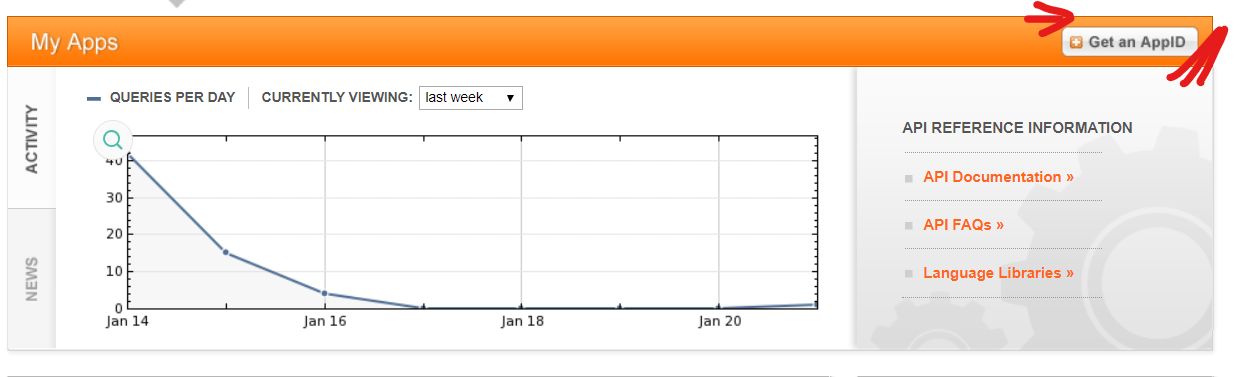 My Apps
Get an AppID
ACTIVITY
NEWS
QUERIES PER DAY
CURRENTLY VIEWING: last week
40
30
20
10
0
Jan 14
Jan 16
Jan 18
Jan 20
API REFERENCE INFORMATION
API Documentation »
API FAQs »
Language Libraries »